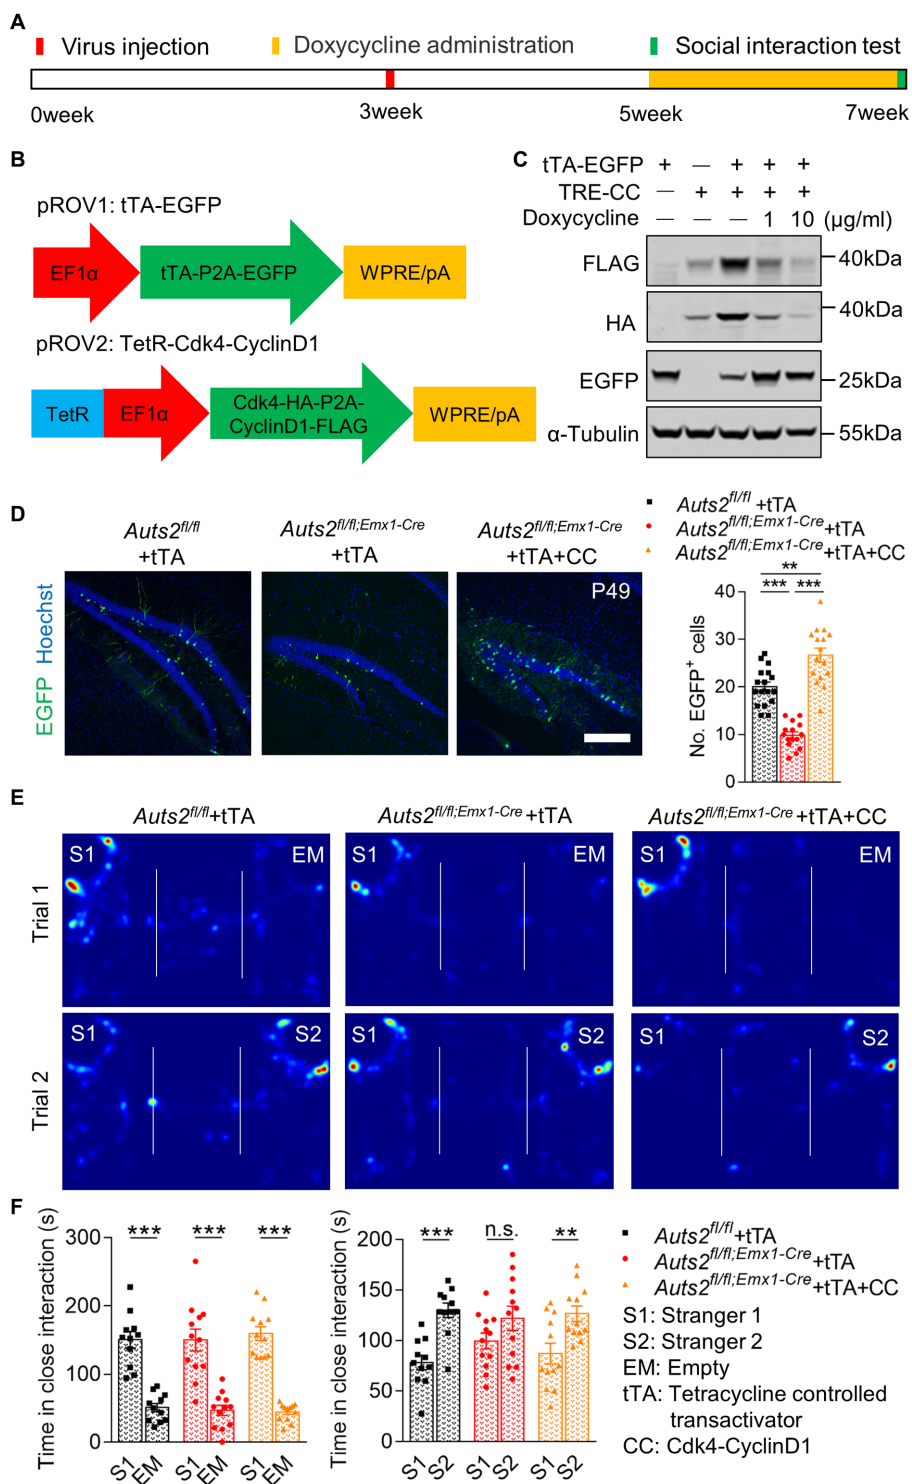 A
Virus injection
Doxycycline administration
Social interaction test
0week
3week
5week
7week
B
pROV1: tTA-EGFP
EF1α
tTA-P2A-EGFP
WPRE/pA
pROV2: TetR-Cdk4-CyclinD1
TetR
EF1α
Cdk4-HA-P2A-
CyclinD1-FLAG
WPRE/pA
C
tTA-EGFP + — + + +
TRE-CC — + + + +
Doxycycline — — — 1 10 (μg/ml)
FLAG
40kDa
HA
40kDa
EGFP
25kDa
α-Tubulin
55kDa
D
Auts2fl/fl
+tTA
Auts2fl/fl;Emx1-Cre
+tTA
Auts2fl/fl;Emx1-Cre
+tTA+CC
EGFP Hoechst
P49
Auts2fl/fl +tTA
Auts2fl/fl;Emx1-Cre+tTA
Auts2fl/fl;Emx1-Cre+tTA+CC
**
*** ***
No. EGFP+ cells
40
30
20
10
0
E
Auts2fl/fl+tTA
Auts2fl/fl;Emx1-Cre+tTA
Auts2fl/fl;Emx1-Cre+tTA+CC
Trial 1
S1 EM
S1 EM
S1 EM
Trial 2
S1 S2
S1 S2
S1 S2
F
Time in close interaction (s)
300
200
100
0
*** *** ***
S1 EM S1 EM S1 EM
Time in close interaction (s)
200
150
100
50
0
*** n.s. **
S1 S2 S1 S2 S1 S2
Auts2fl/fl+tTA
Auts2fl/fl;Emx1-Cre+tTA
Auts2fl/fl;Emx1-Cre+tTA+CC
S1: Stranger 1
S2: Stranger 2
EM: Empty
tTA: Tetracycline controlled
transactivator
CC: Cdk4-CyclinD1